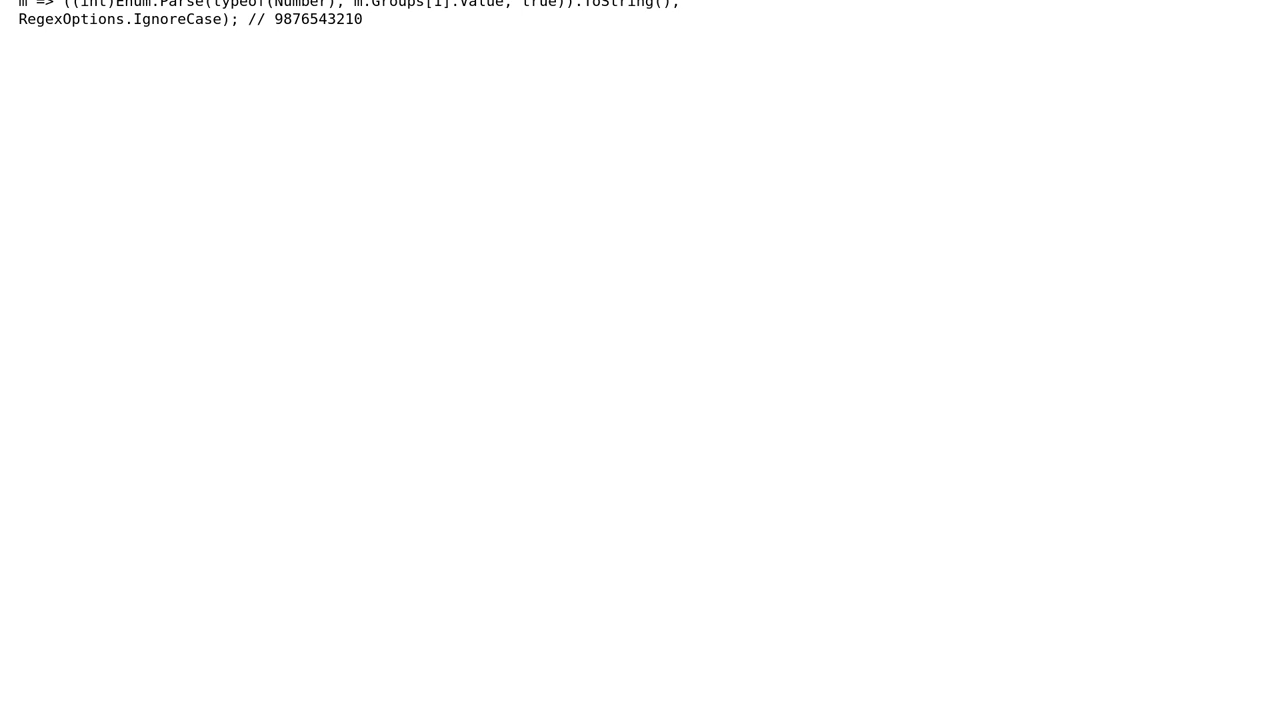 m => ((int)Enum.Parse(typeof(Number), m.Groups[1].Value, true)).ToString(),
RegexOptions.IgnoreCase); // 9876543210